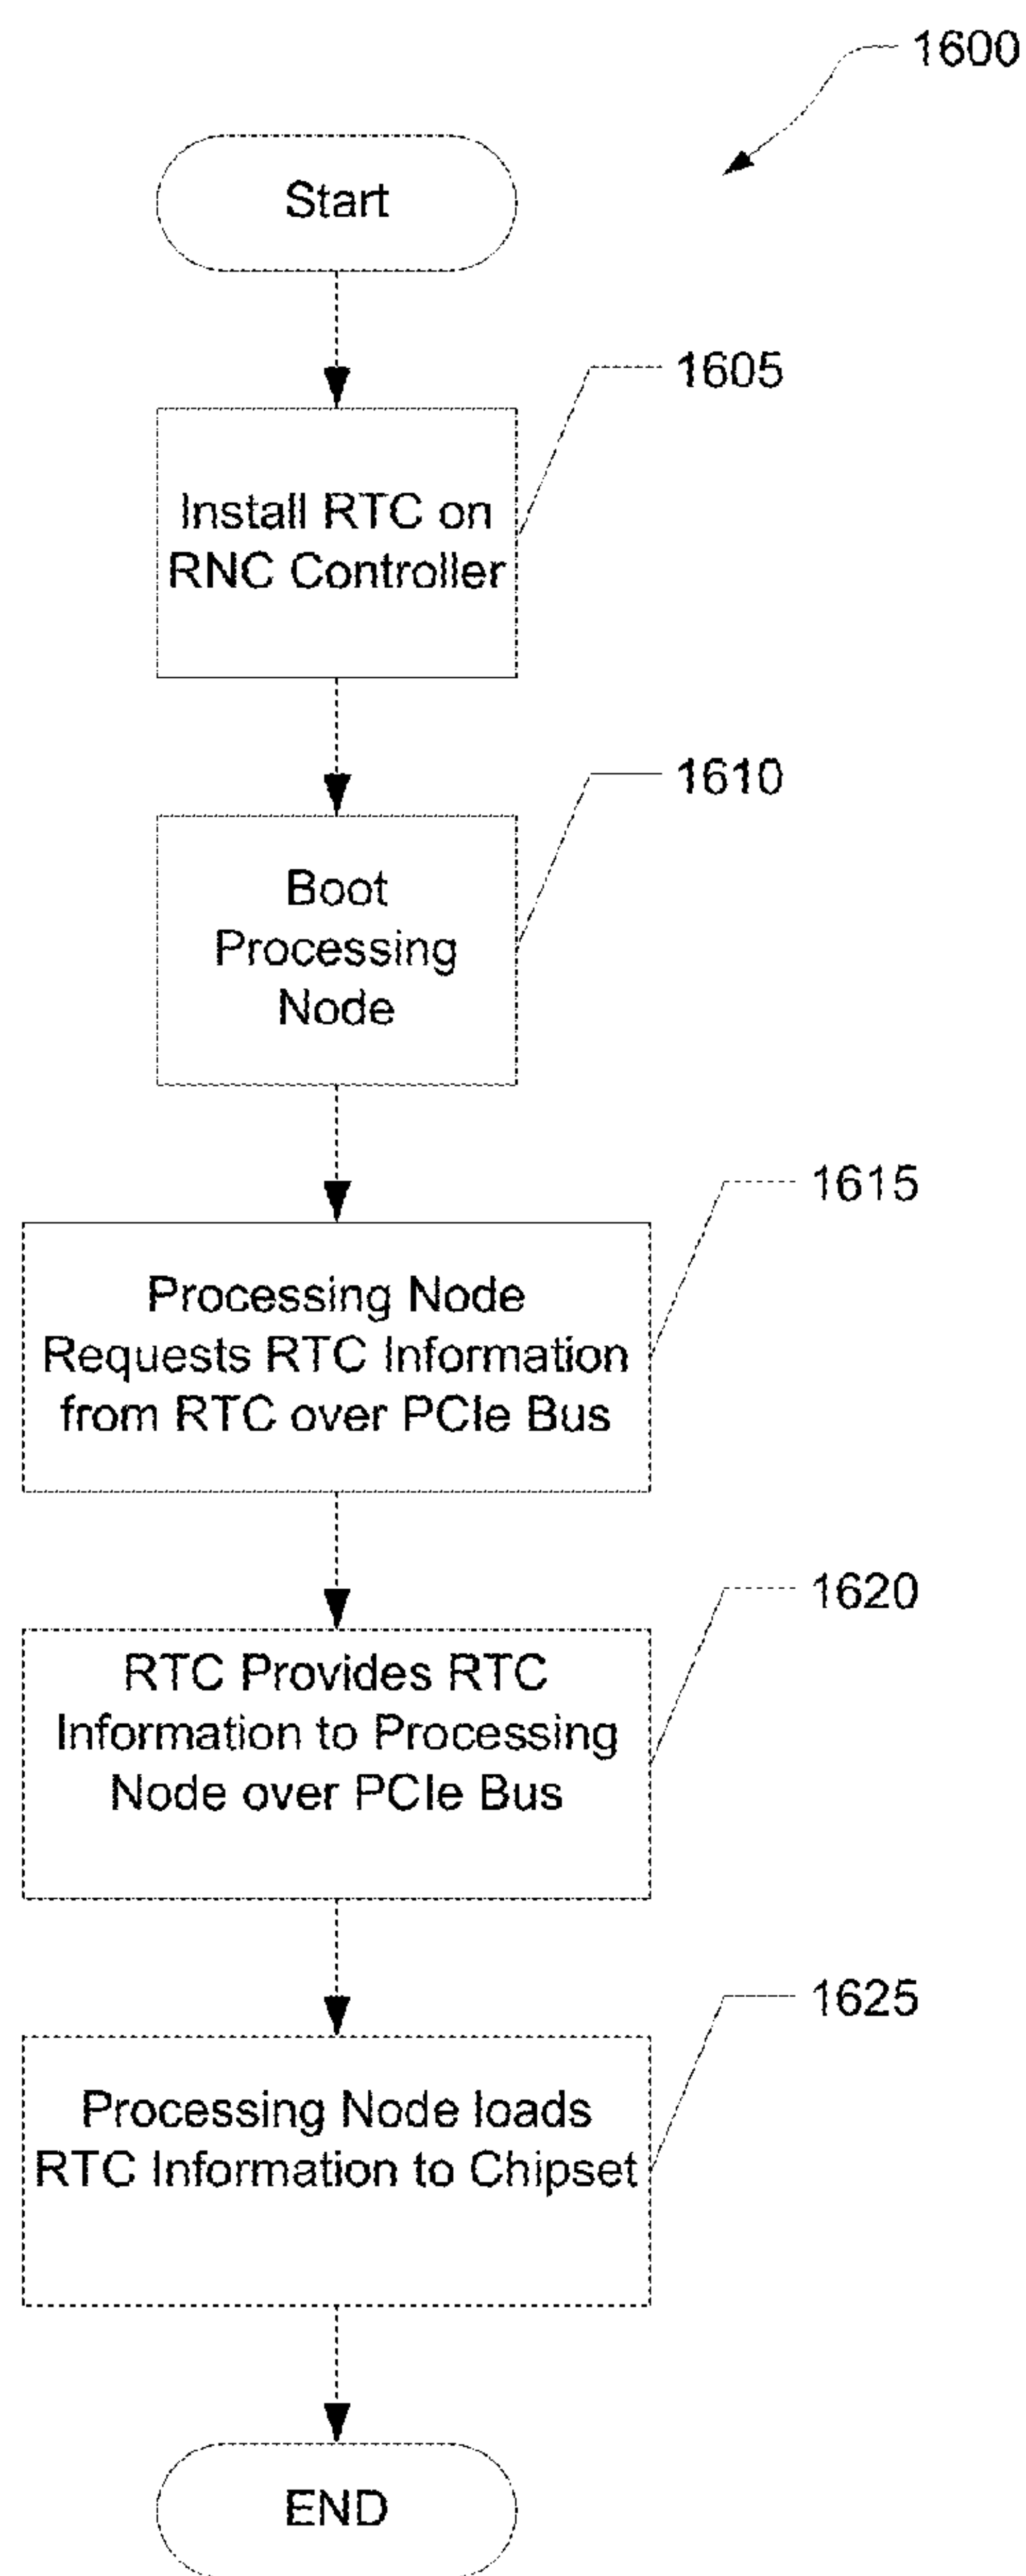 1600
Start
1605
Install RTC on
RNC Controller
1610
Boot
Processing
Node
1615
Processing Node
Requests RTC Information
from RTC over PCIe Bus
1620
RTC Provides RTC
Information to Processing
Node over PCIe Bus
1625
Processing Node loads
RTC Information to Chipset
END